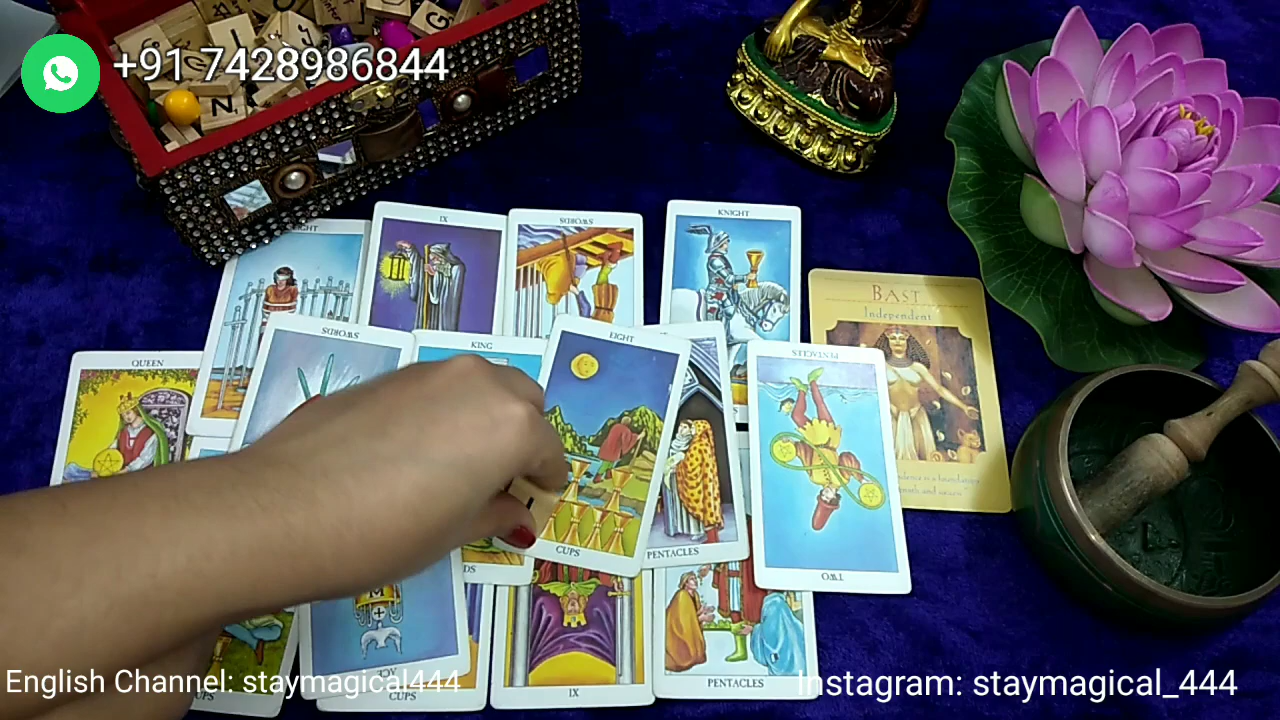 +91 7428986844
G
I
N
IX
SWORDS
KNIGHT
BAST
Independent
QUEEN
SWORDS
KING
EIGHT
PENTACLES
CUPS
PENTACLES
TWO
ACE
CUPS
IX
PENTACLES
English Channel: staymagical444
Instagram: staymagical_444